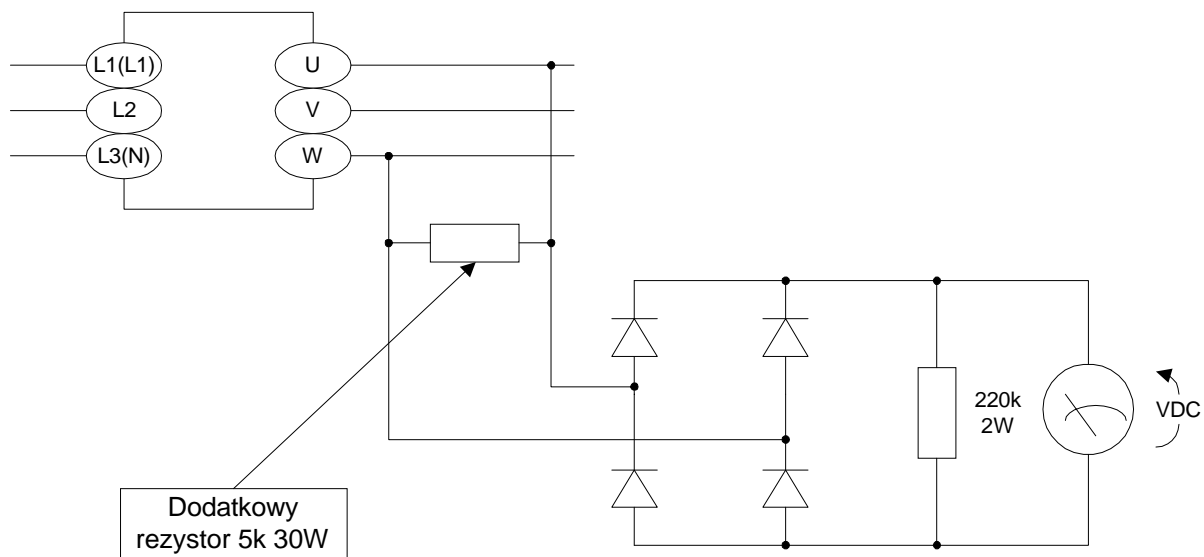 L1(L1)
U
L2
V
L3(N)
W
220k
2W
VDC
Dodatkowy
rezystor 5k 30W